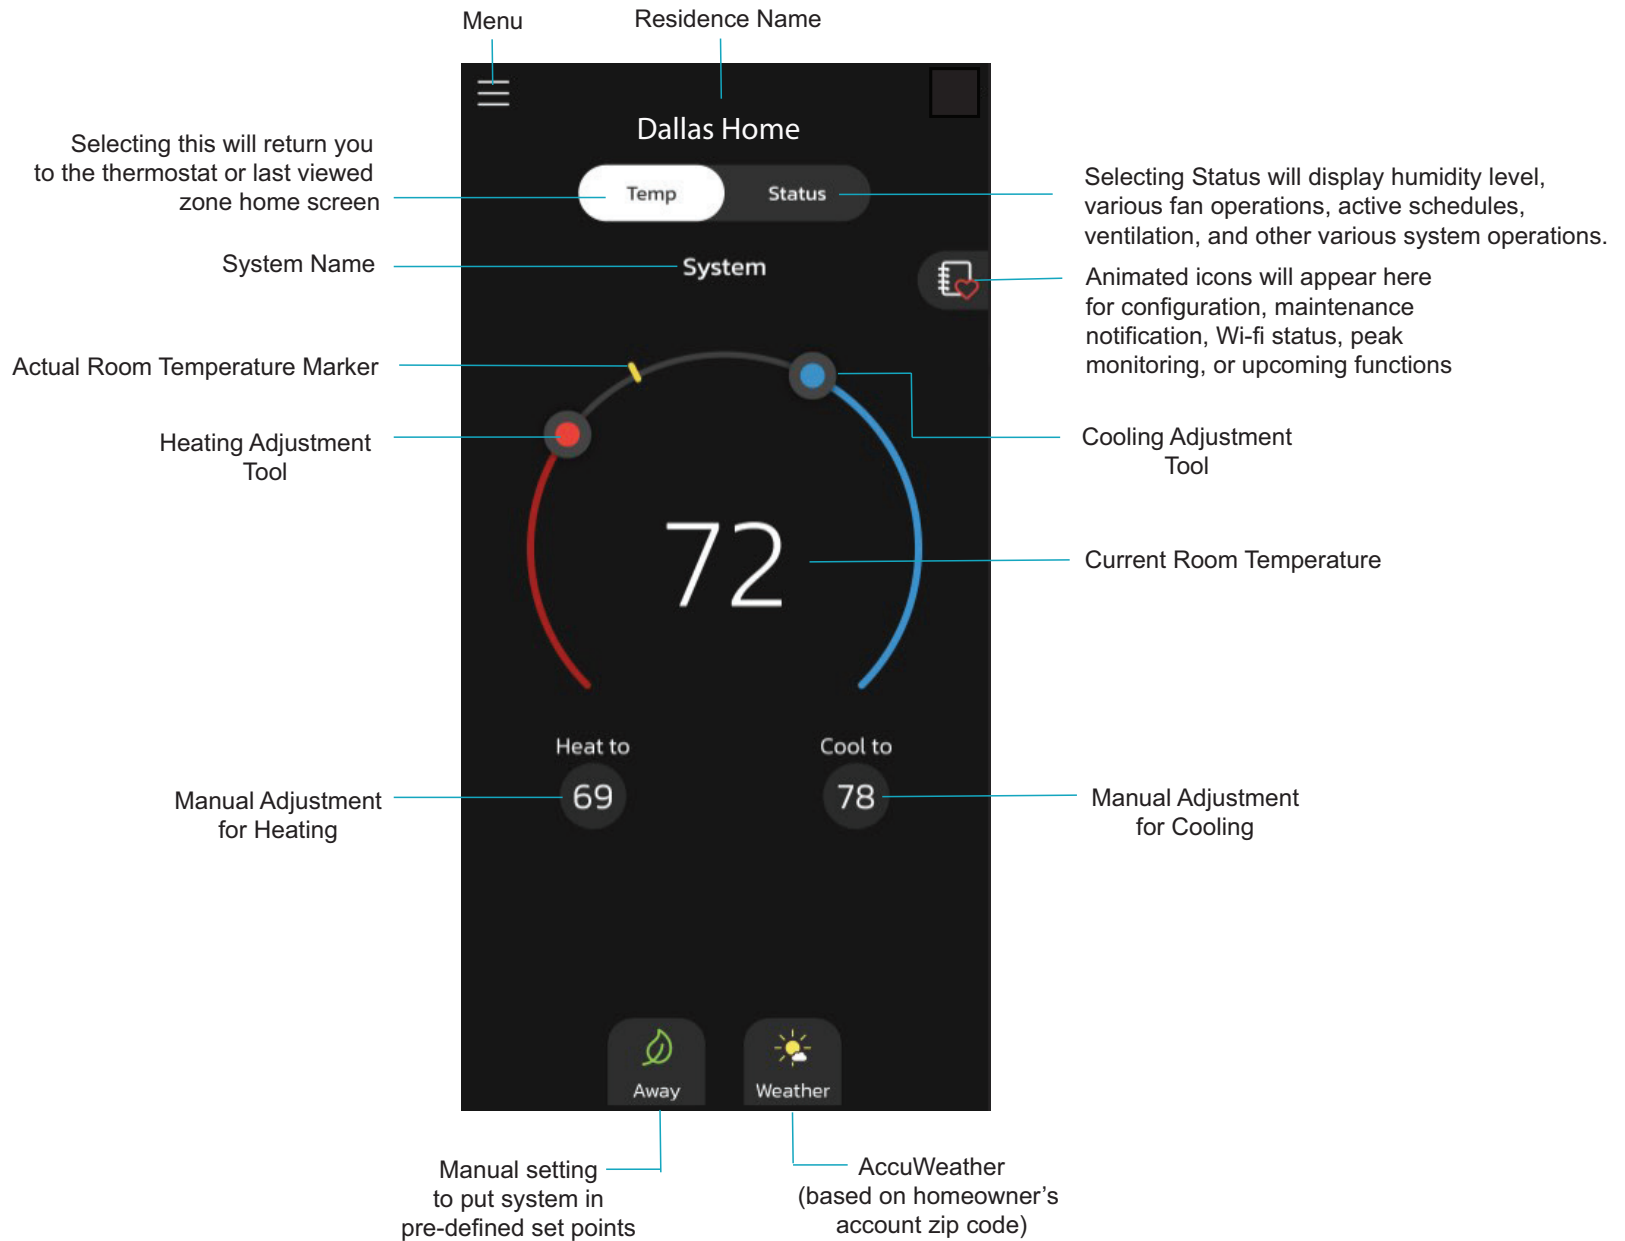 Menu
Residence Name
Dallas Home
Selecting this will return you
to the thermostat or last viewed
zone home screen
Temp
Status
Selecting Status will display humidity level,
various fan operations, active schedules,
ventilation, and other various system operations.
System Name
System
Animated icons will appear here
for configuration, maintenance
notification, Wi-fi status, peak
monitoring, or upcoming functions
Actual Room Temperature Marker
Heating Adjustment
Tool
Cooling Adjustment
Tool
72
Current Room Temperature
Heat to
69
Cool to
78
Manual Adjustment
for Heating
Manual Adjustment
for Cooling
Away
Weather
Manual setting
to put system in
pre-defined set points
AccuWeather
(based on homeowner’s
account zip code)